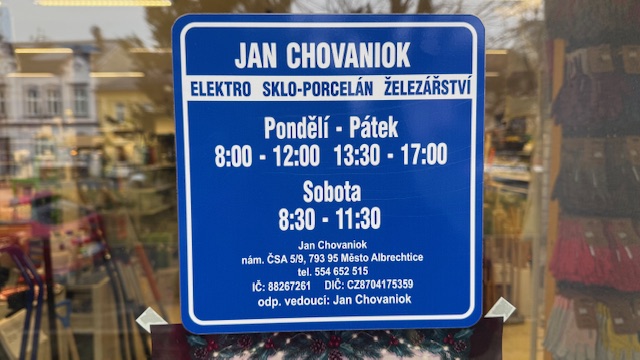 JAN CHOVANIOK
ELEKTRO SKLO-PORCELÁN ŽELEZÁŘSTVÍ
Pondělí - Pátek
8:00 - 12:00 13:30 - 17:00
Sobota
8:30 - 11:30
Jan Chovaniok
nám. ČSA 5/9, 793 95 Město Albrechtice
tel. 554 652 515
IČ: 88267261 DIČ: CZ8704175359
odp. vedoucí: Jan Chovaniok